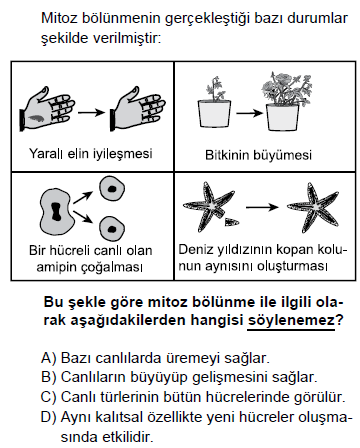 Mitoz bölünmenin gerçekleştiği bazı durumlar
şekilde verilmiştir:
Yaralı elin iyileşmesi
Bitkinin büyümesi
Bir hücreli canlı olan
amipin çoğalması
Deniz yıldızının kopan kolu-
nun aynısını oluşturması
Bu şekle göre mitoz bölünme ile ilgili ola-
rak aşağıdakilerden hangisi söylenemez?
A) Bazı canlılarda üremeyi sağlar.
B) Canlıların büyüyüp gelişmesini sağlar.
C) Canlı türlerinin bütün hücrelerinde görülür.
D) Aynı kalıtsal özellikte yeni hücreler oluşma-
sında etkilidir.